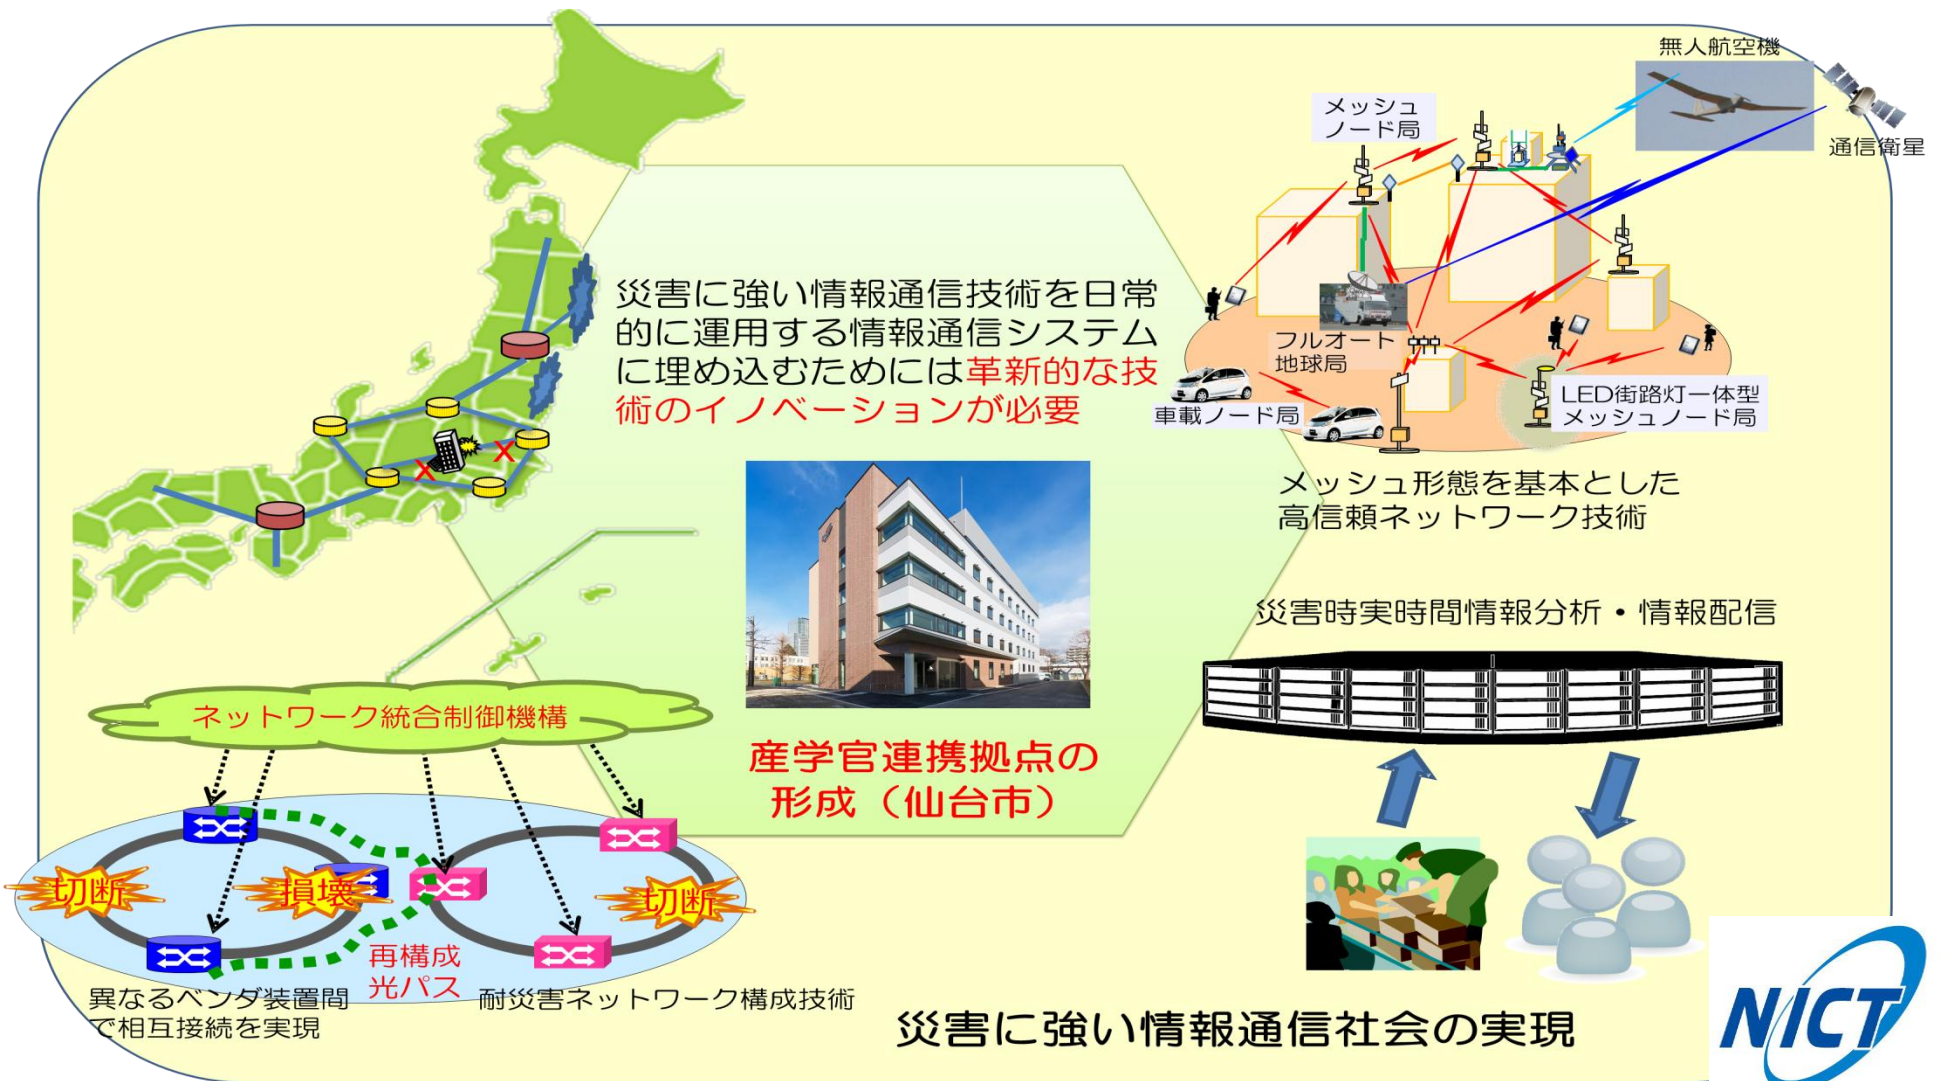 無人航空機
通信衛星
メッシュ
ノード局
災害に強い情報通信技術を日常
的に運用する情報通信システム
に埋め込むためには革新的な技
術のイノベーションが必要
フルオート
地球局
車載ノード局
LED街路灯一体型
メッシュノード局
メッシュ形態を基本とした
高信頼ネットワーク技術
災害時実時間情報分析・情報配信
産学官連携拠点の
形成（仙台市）
ネットワーク統合制御機構
切断
損壊
切断
再構成
光パス
異なるベンダ装置間
で相互接続を実現
耐災害ネットワーク構成技術
災害に強い情報通信社会の実現
NICT